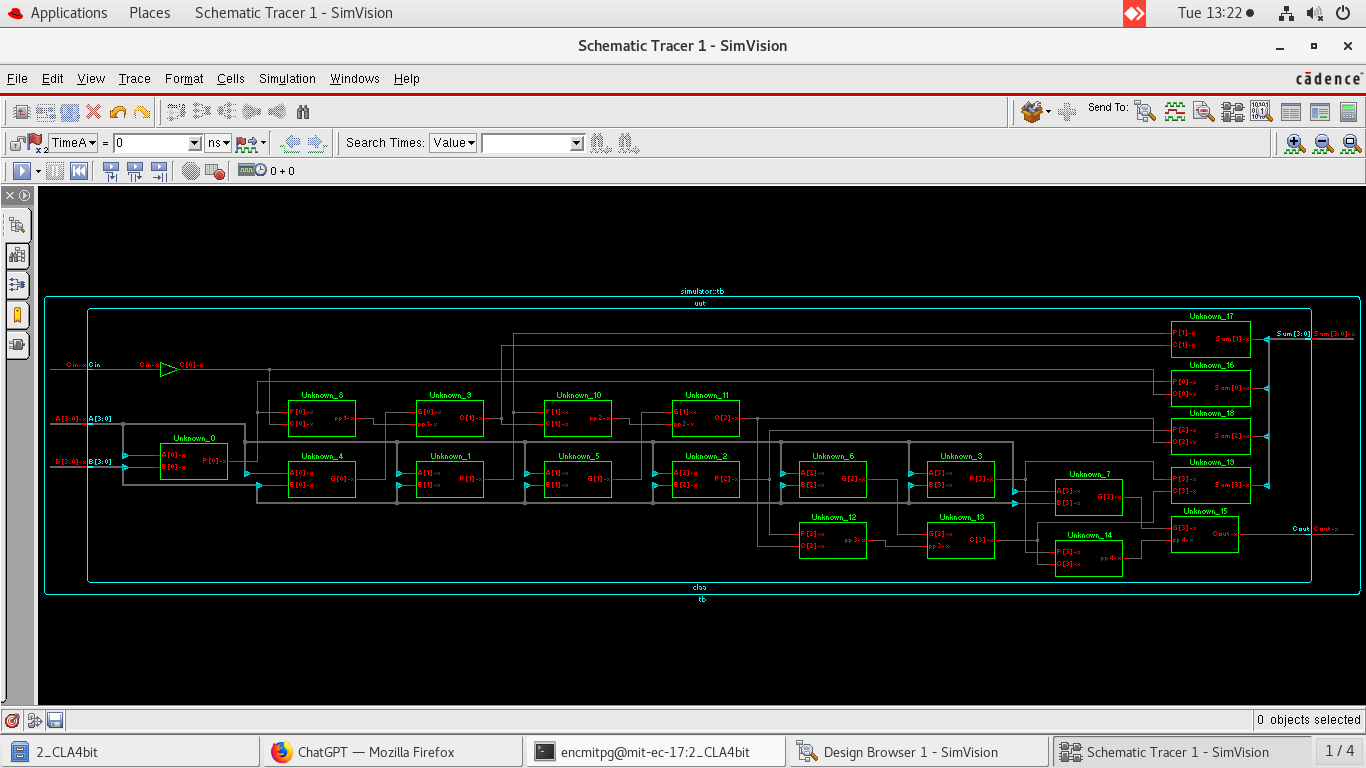 Applications Places Schematic Tracer 1 - SimVision Tue 13:22
Schematic Tracer 1 - SimVision
File Edit View Trace Format Cells Simulation Windows Help cādence
Send To:
TimeA = 0 ns Search Times: Value
0 + 0
simulator::tb
uut
Unknown_17
P[1]-x
C[1]-x
Sum[1]-x
Sum[3:0] Sum[3:0]-x
Cin-x Cin Cin-x C[0]-x
Unknown_16
P[0]-x
C[0]-x
Sum[0]-x
Unknown_8
P[0]-x
C[0]-x
pp1-x
Unknown_9
G[0]-x
pp1-x
C[1]-x
Unknown_10
P[1]-x
C[1]-x
pp2-x
Unknown_11
G[1]-x
pp2-x
C[2]-x
Unknown_18
P[2]-x
C[2]-x
Sum[2]-x
A[3:0]-x A[3:0]
B[3:0]-x B[3:0]
Unknown_0
A[0]-x
B[0]-x
P[0]-x
Unknown_4
A[0]-x
B[0]-x
G[0]-x
Unknown_1
A[1]-x
B[1]-x
P[1]-x
Unknown_5
A[1]-x
B[1]-x
G[1]-x
Unknown_2
A[2]-x
B[2]-x
P[2]-x
Unknown_6
A[2]-x
B[2]-x
G[2]-x
Unknown_3
A[3]-x
B[3]-x
P[3]-x
Unknown_7
A[3]-x
B[3]-x
G[3]-x
Unknown_19
P[3]-x
C[3]-x
Sum[3]-x
Unknown_12
P[2]-x
C[2]-x
pp3-x
Unknown_13
G[2]-x
pp3-x
C[3]-x
Unknown_14
P[3]-x
C[3]-x
pp4-x
Unknown_15
G[3]-x
pp4-x
Cout-x
Cout Cout-x
claa
tb
0 objects selected
2_CLA4bit ChatGPT — Mozilla Firefox encmitpg@mit-ec-17:2_CLA4bit Design Browser 1 - SimVision Schematic Tracer 1 - SimVision 1 / 4